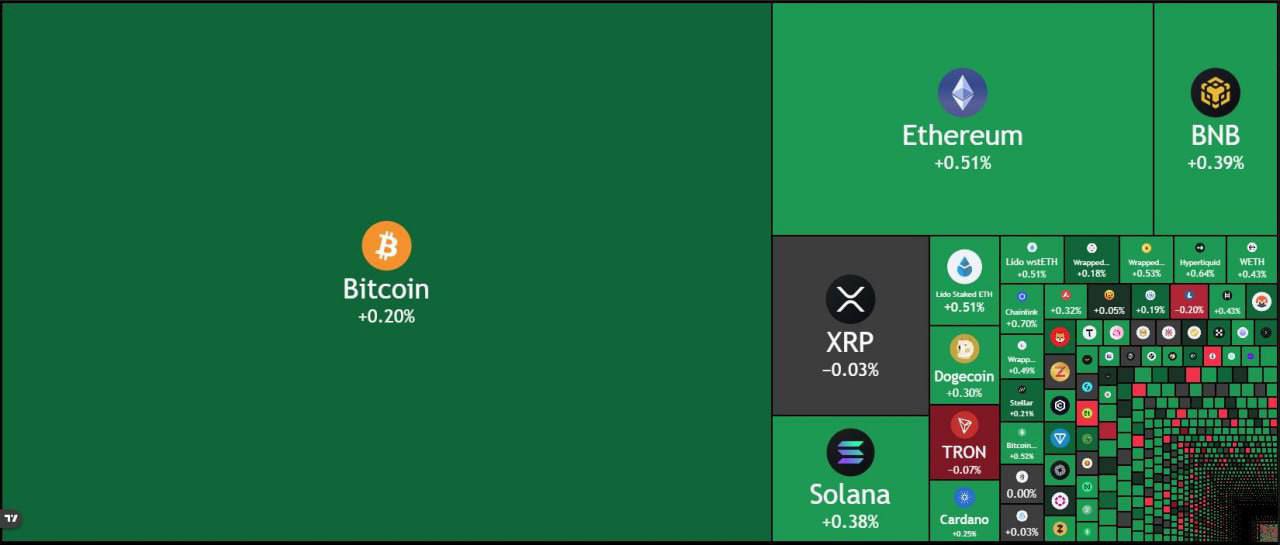 Bitcoin
+0.20%
Ethereum
+0.51%
BNB
+0.39%
XRP
−0.03%
Solana
+0.38%
Lido Staked ETH
+0.51%
Dogecoin
+0.30%
TRON
−0.07%
Cardano
+0.25%
Lido wstETH
+0.51%
Wrapped...
+0.18%
Wrapped...
+0.53%
Hyperliquid
+0.64%
WETH
+0.43%
Chainlink
+0.70%
+0.32%
+0.05%
+0.19%
−0.20%
+0.43%
Wrapp...
+0.49%
Stellar
+0.21%
Bitcoin...
+0.52%
0.00%
+0.03%